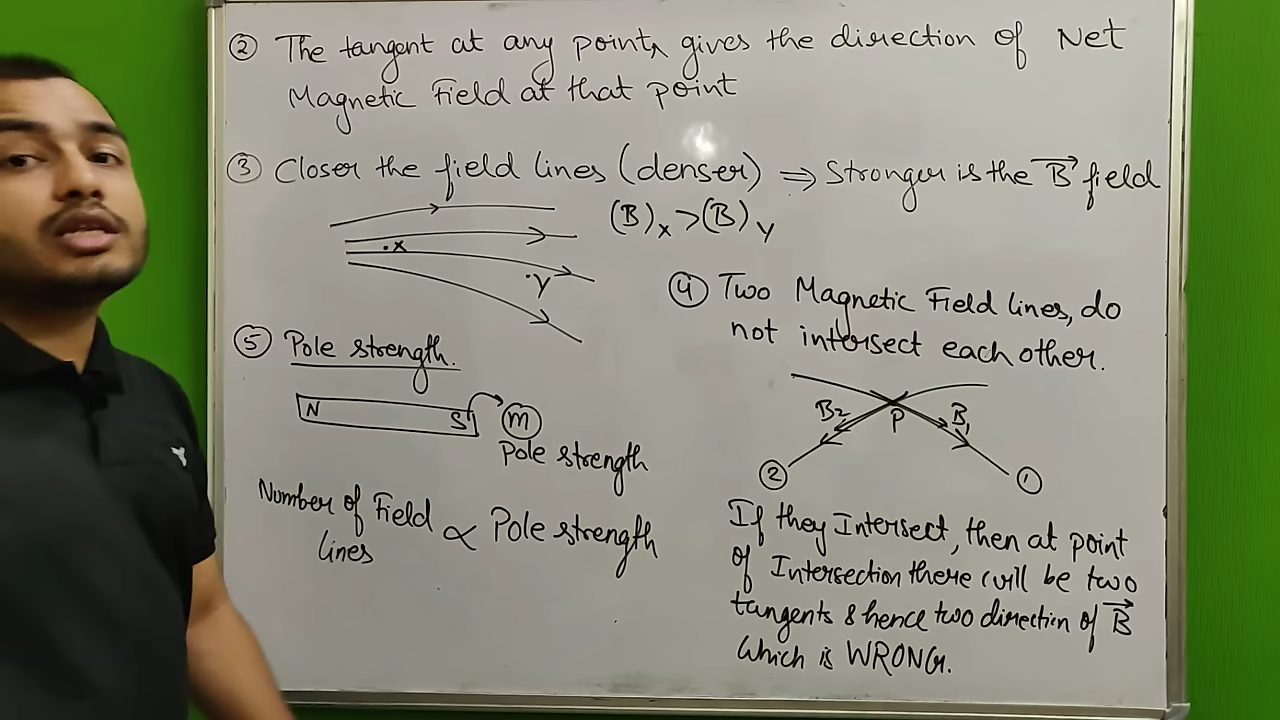 ② The tangent at any point, gives the direction of Net
Magnetic Field at that point
③ Closer the field lines (denser) ⇒ Stronger is the B⃗ field
(B)x > (B)y
.x
.y
④ Two Magnetic Field lines, do
not intersect each other.
⑤ Pole strength.
N S m
Pole strength
Number of Field lines ∝ Pole strength
B₂ P B₁
② ①
If they Intersect, then at point
of Intersection there will be two
tangents & hence two direction of B⃗
which is WRONG.